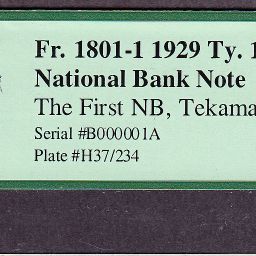 Fr. 1801-1 1929 Ty. 1
National Bank Note
The First NB, Tekama
Serial #B000001A
Plate #H37/234